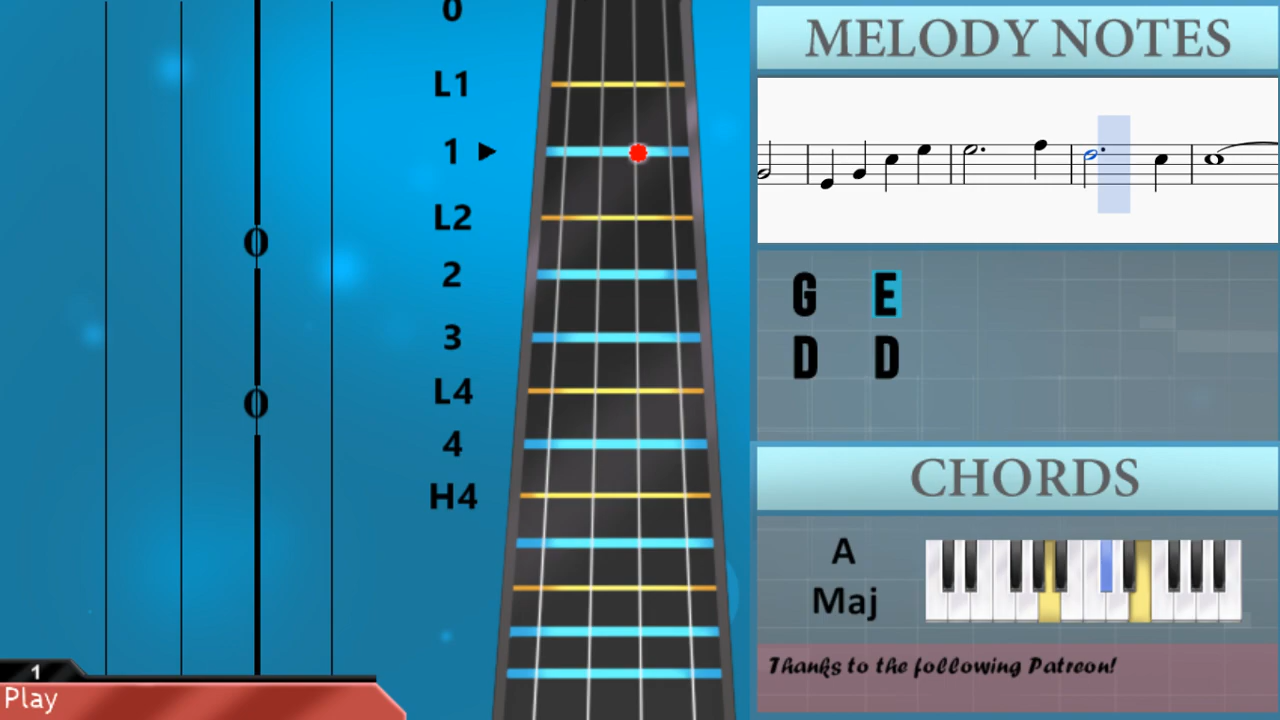 0
L1
1
L2
2
3
L4
4
H4
0
0
1
Play
MELODY NOTES
G E
D D
CHORDS
A
Maj
Thanks to the following Patreon!